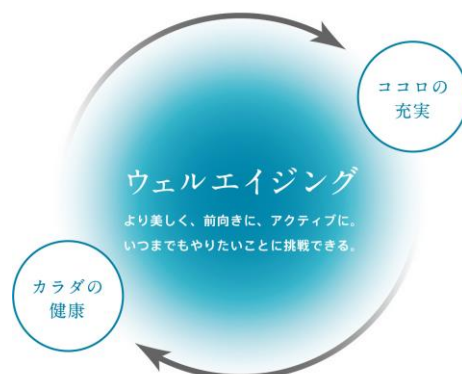 ココロの
充実
ウェルエイジング
より美しく、前向きに、アクティブに。
いつまでもやりたいことに挑戦できる。
カラダの
健康